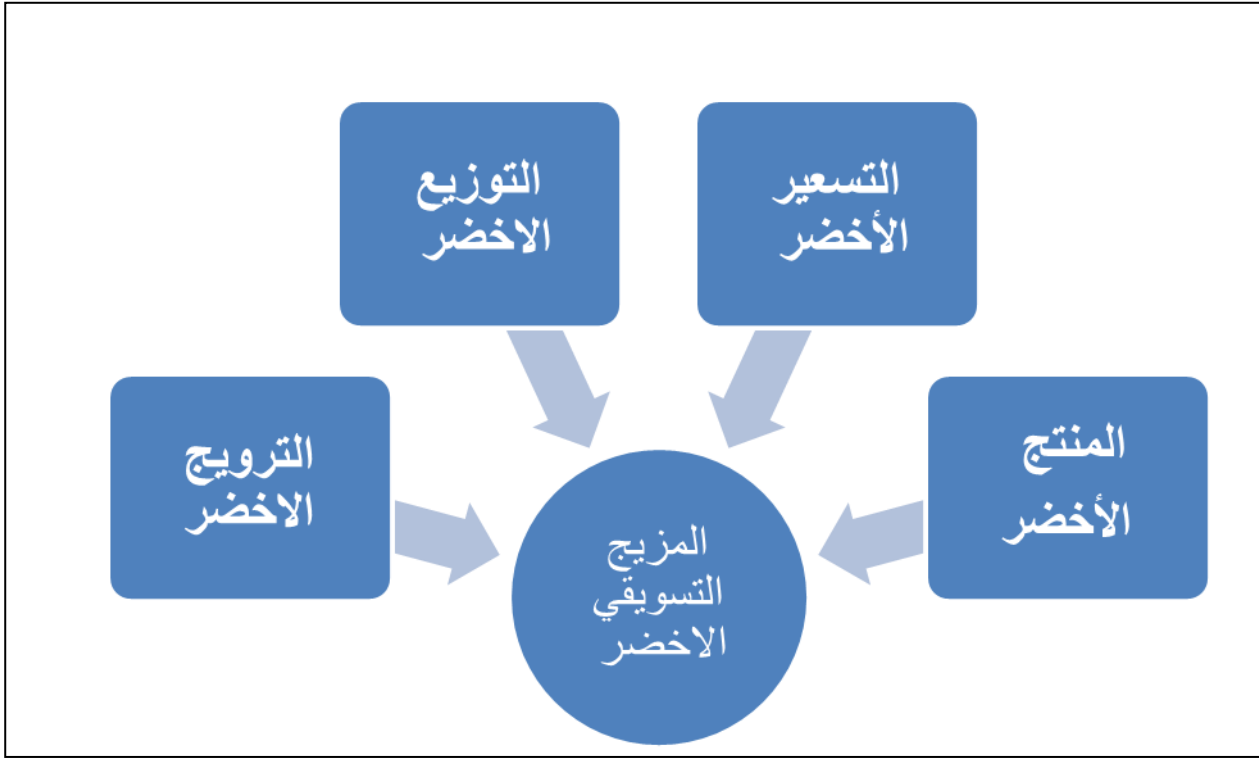 التسعير
الأخضر
التوزيع
الاخضر
المنتج
الأخضر
الترويج
الاخضر
المزيج
التسويقي
الاخضر